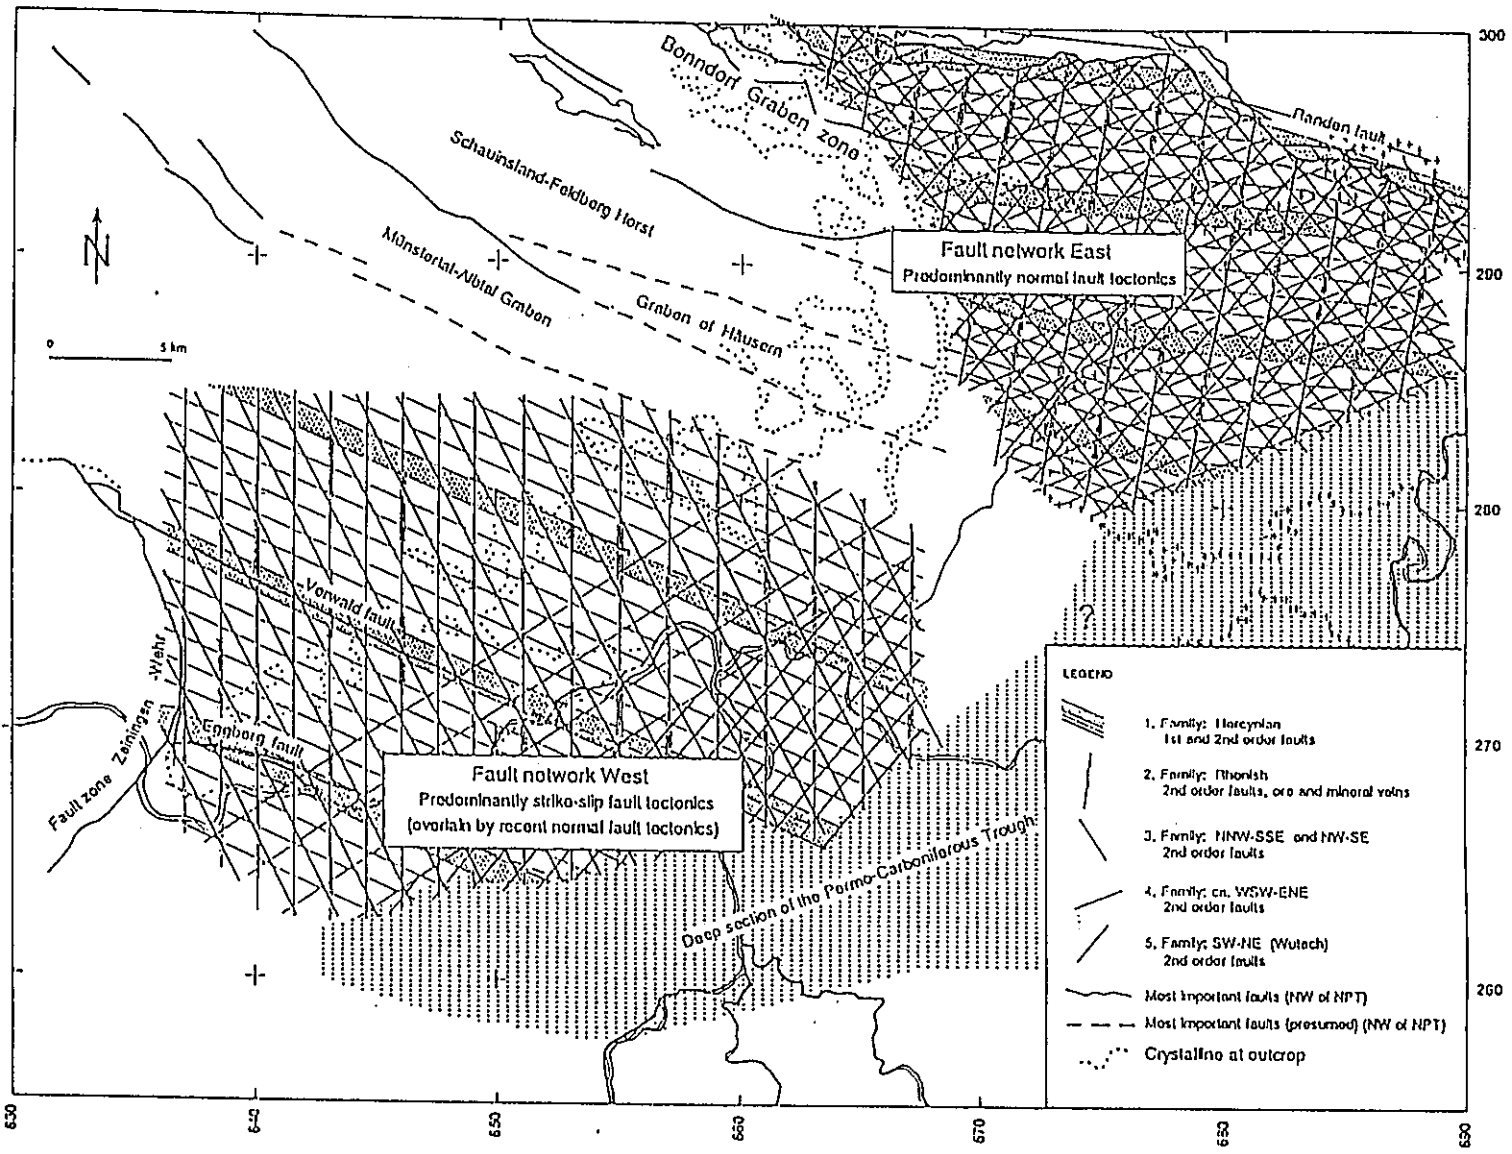 300
Bonndorf Graben zone
Randen fault
Schauinsland-Feldberg Horst
N
Münstertal-Albtal Graben
Fault network East
Predominantly normal fault tectonics
290
Graben of Häusern
0 5 km
280
Vorwald fault
?
Fault zone Zeiningen -Wehr
Eggberg fault
Fault network West
Predominantly strike-slip fault tectonics
(overlain by recent normal fault tectonics)
Deep section of the Permo-Carboniferous Trough
270
LEGEND
1. Family: Hercynian
1st and 2nd order faults
2. Family: Rhenish
2nd order faults, ore and mineral veins
3. Family: NNW-SSE and NW-SE
2nd order faults
4. Family: ca. WSW-ENE
2nd order faults
5. Family: SW-NE (Wutach)
2nd order faults
Most important faults (NW of NPT)
Most important faults (presumed) (NW of NPT)
Crystalline at outcrop
260
630
640
650
660
670
680
690